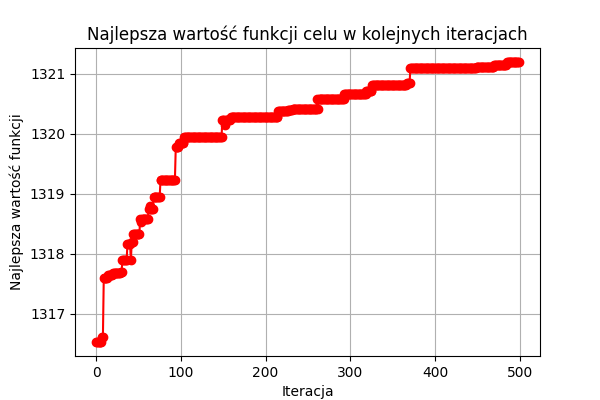 Najlepsza wartość funkcji celu w kolejnych iteracjach
1321
1320
1319
1318
1317
Najlepsza wartość funkcji
0 100 200 300 400 500
Iteracja